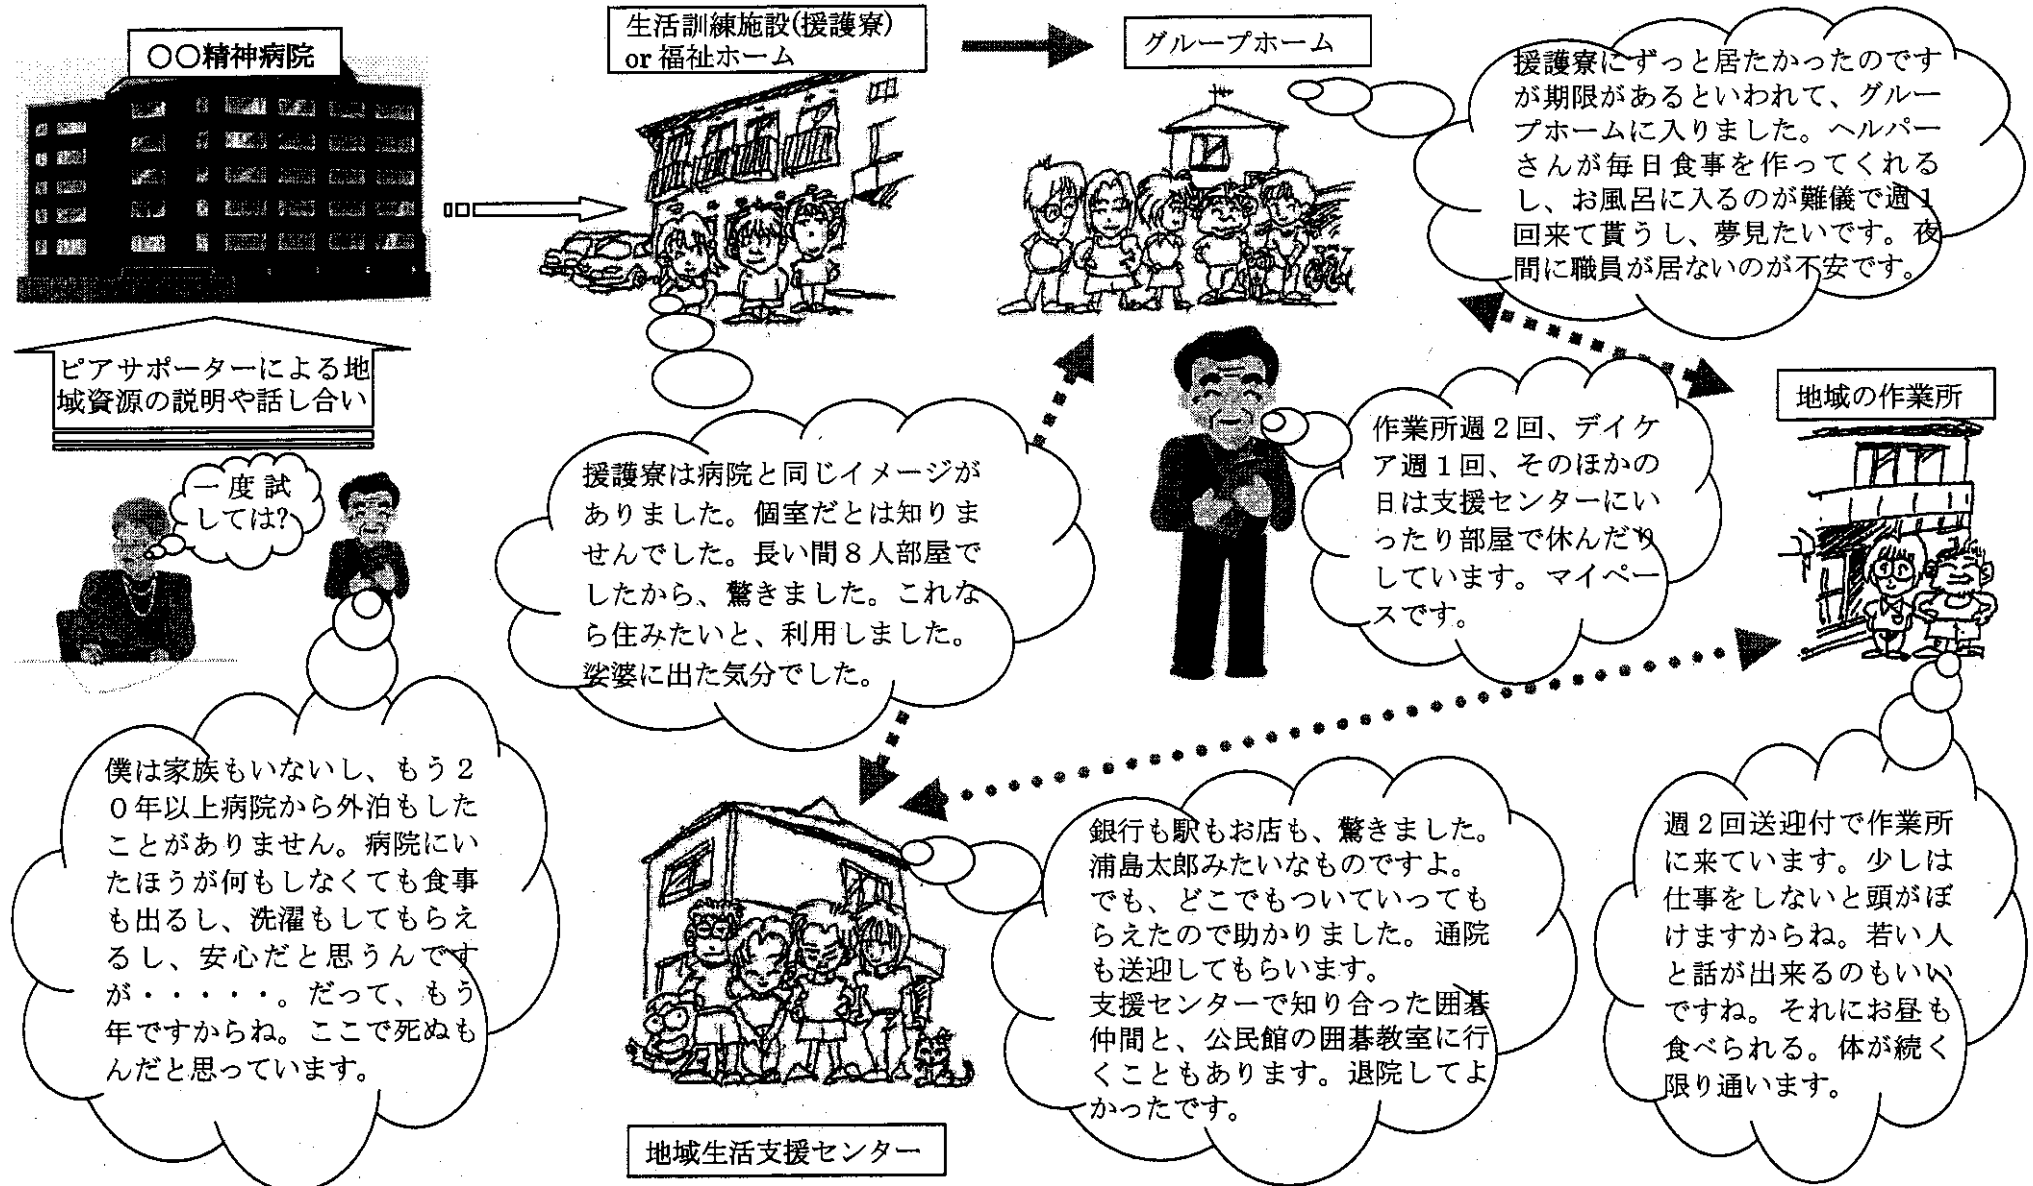 〇〇精神病院
生活訓練施設(援護寮)
or 福祉ホーム
グループホーム
援護寮にずっと居たかったのです
が期限があるといわれて、グルー
プホームに入りました。ヘルパー
さんが毎日食事を作ってくれる
し、お風呂に入るのが難儀で週1
回来て貰うし、夢見たいです。夜
間に職員が居ないのが不安です。
ピアサポーターによる地
域資源の説明や話し合い
一度試
しては?
援護寮は病院と同じイメージが
ありました。個室だとは知りま
せんでした。長い間8人部屋で
したから、驚きました。これな
ら住みたいと、利用しました。
娑婆に出た気分でした。
作業所週2回、デイケ
ア週1回、そのほかの
日は支援センターにい
ったり部屋で休んだり
しています。マイペー
スです。
地域の作業所
僕は家族もいないし、もう2
0年以上病院から外泊もした
ことがありません。病院にい
たほうが何もしなくても食事
も出るし、洗濯もしてもらえ
るし、安心だと思うんです
が・・・・・。だって、もう
年ですからね。ここで死ぬも
んだと思っています。
銀行も駅もお店も、驚きました。
浦島太郎みたいなものですよ。
でも、どこでもついていっても
らえたので助かりました。通院
も送迎してもらいます。
支援センターで知り合った囲碁
仲間と、公民館の囲碁教室に行
くこともあります。退院してよ
かったです。
週2回送迎付で作業所
に来ています。少しは
仕事をしないと頭がぼ
けますからね。若い人
と話が出来るのもいい
ですね。それにお昼も
食べられる。体が続く
限り通います。
地域生活支援センター